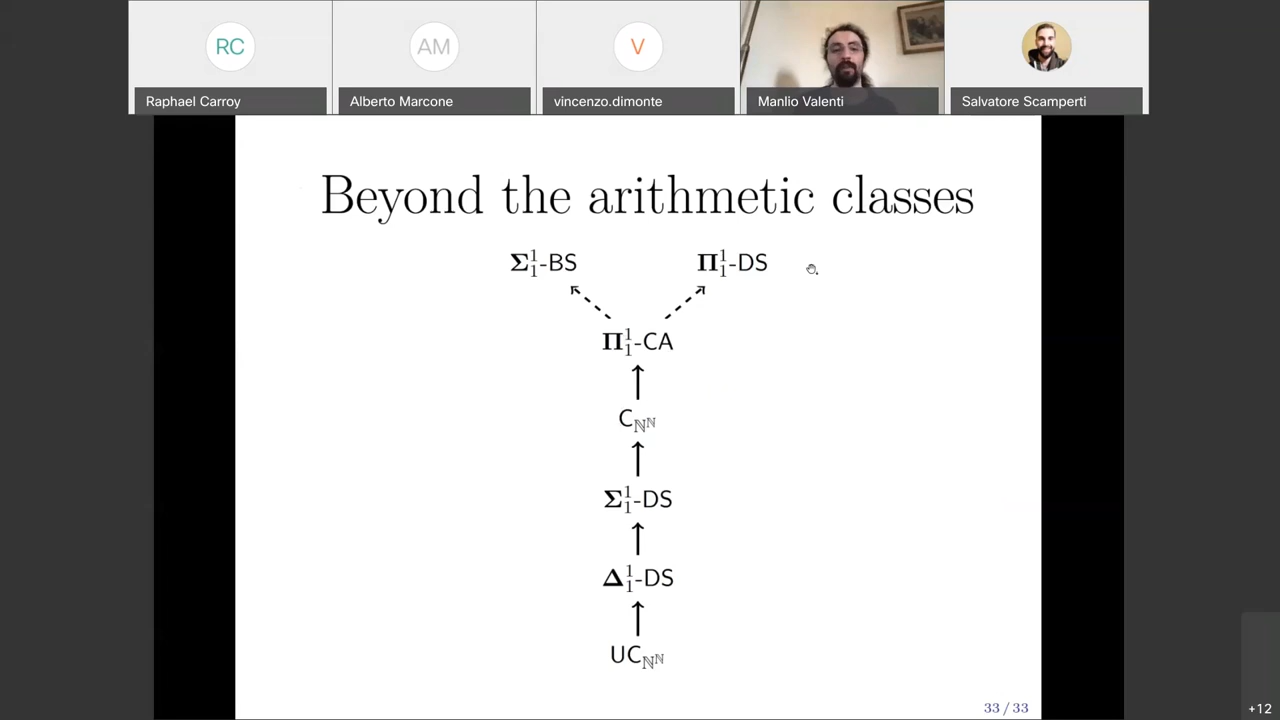 RC AM V
Raphael Carroy Alberto Marcone vincenzo.dimonte Manlio Valenti Salvatore Scamperti
Beyond the arithmetic classes
𝚺¹₁-BS 𝚷¹₁-DS
𝚷¹₁-CA
C_ℕ^ℕ
𝚺¹₁-DS
𝚫¹₁-DS
UC_ℕ^ℕ
33 / 33
+12